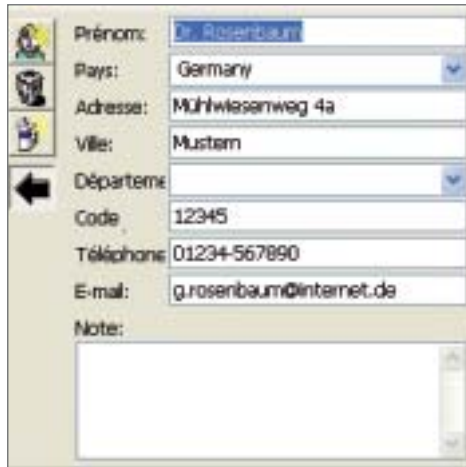 Prénom: Dr. Rosenbaum
Pays: Germany
Adresse: Mühlwiesenweg 4a
Ville: Mustern
Départeme
Code 12345
Téléphone 01234-567890
E-mail: g.rosenbaum@internet.de
Note: